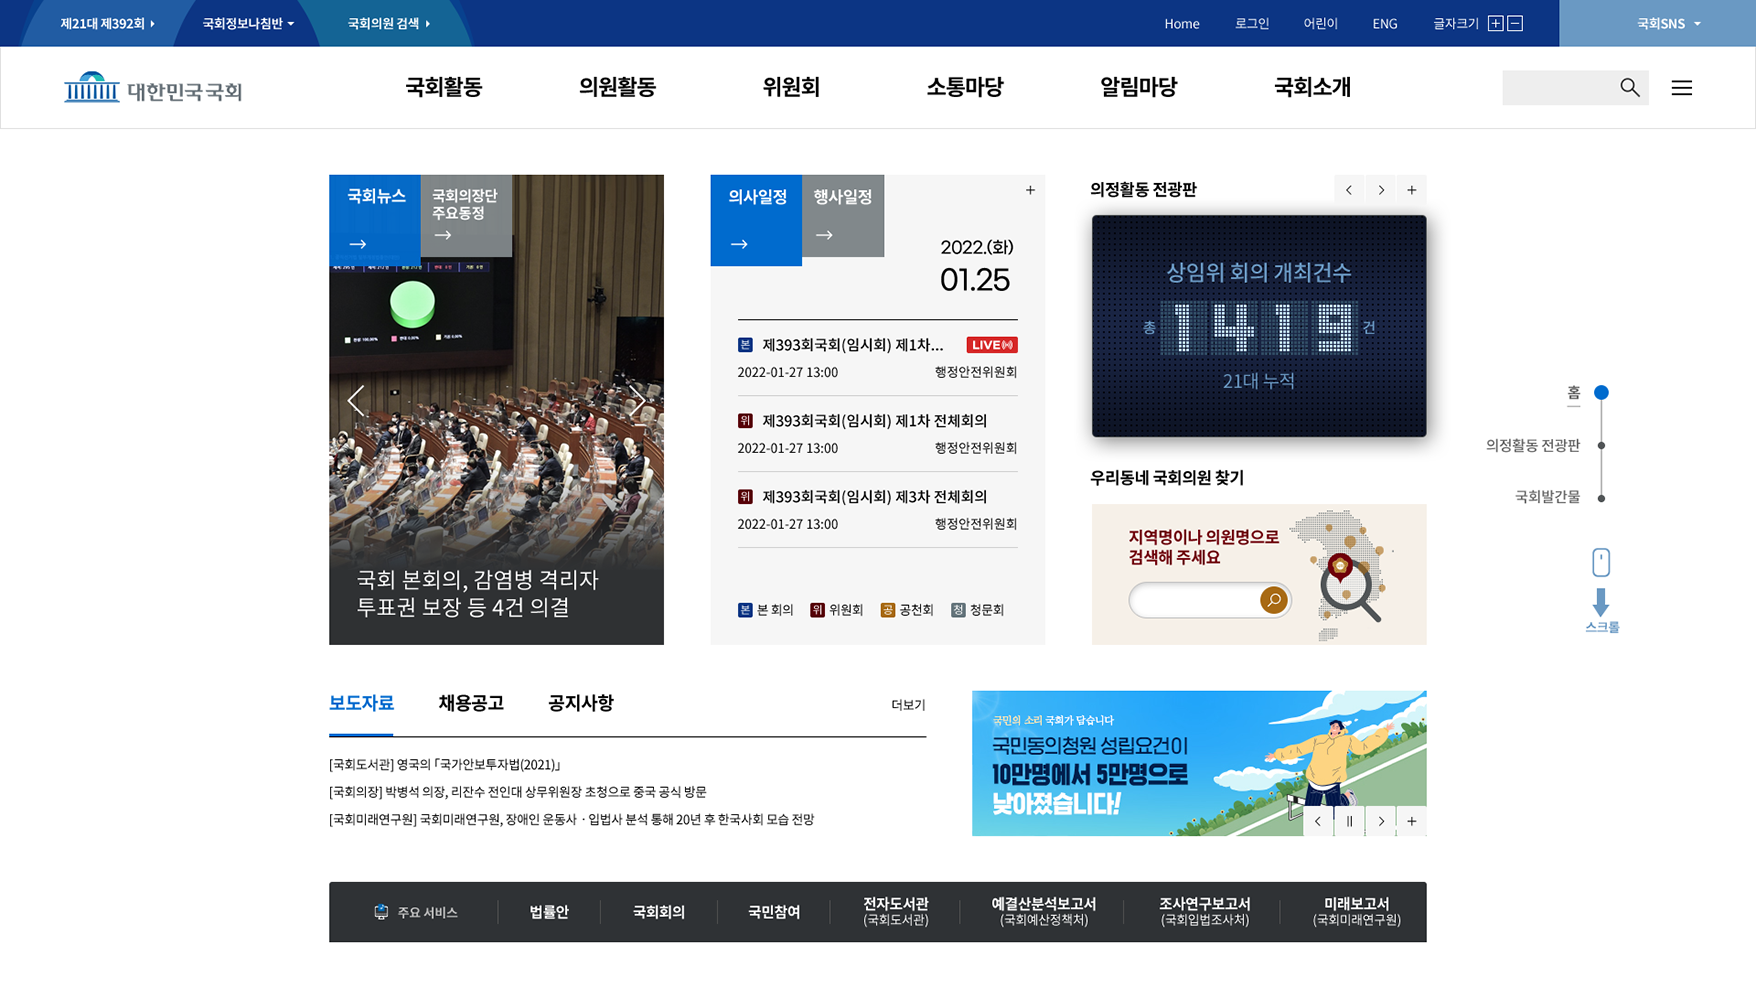 제21대 제392회
국회정보나침반
국회의원 검색
Home
로그인
어린이
ENG
글자크기
국회SNS
대한민국국회
국회활동
의원활동
위원회
소통마당
알림마당
국회소개
국회뉴스
국회의장단
주요동정
국회 본회의, 감염병 격리자
투표권 보장 등 4건 의결
의사일정
행사일정
2022.(화)
01.25
본 제393회국회(임시회) 제1차... LIVE
2022-01-27 13:00 행정안전위원회
위 제393회국회(임시회) 제1차 전체회의
2022-01-27 13:00 행정안전위원회
위 제393회국회(임시회) 제3차 전체회의
2022-01-27 13:00 행정안전위원회
본 본 회의 위 위원회 공 공천회 청 청문회
의정활동 전광판
상임위 회의 개최건수
총 1419 건
21대 누적
우리동네 국회의원 찾기
지역명이나 의원명으로
검색해 주세요
홈
의정활동 전광판
국회발간물
스크롤
보도자료
채용공고
공지사항
더보기
[국회도서관] 영국의 「국가안보투자법(2021)」
[국회의장] 박병석 의장, 리잔수 전인대 상무위원장 초청으로 중국 공식 방문
[국회미래연구원] 국회미래연구원, 장애인 운동사ㆍ입법사 분석 통해 20년 후 한국사회 모습 전망
국민의 소리 국회가 답습니다
국민동의청원 성립요건이
10만명에서 5만명으로
낮아졌습니다!
주요 서비스
법률안
국회회의
국민참여
전자도서관
(국회도서관)
예결산분석보고서
(국회예산정책처)
조사연구보고서
(국회입법조사처)
미래보고서
(국회미래연구원)